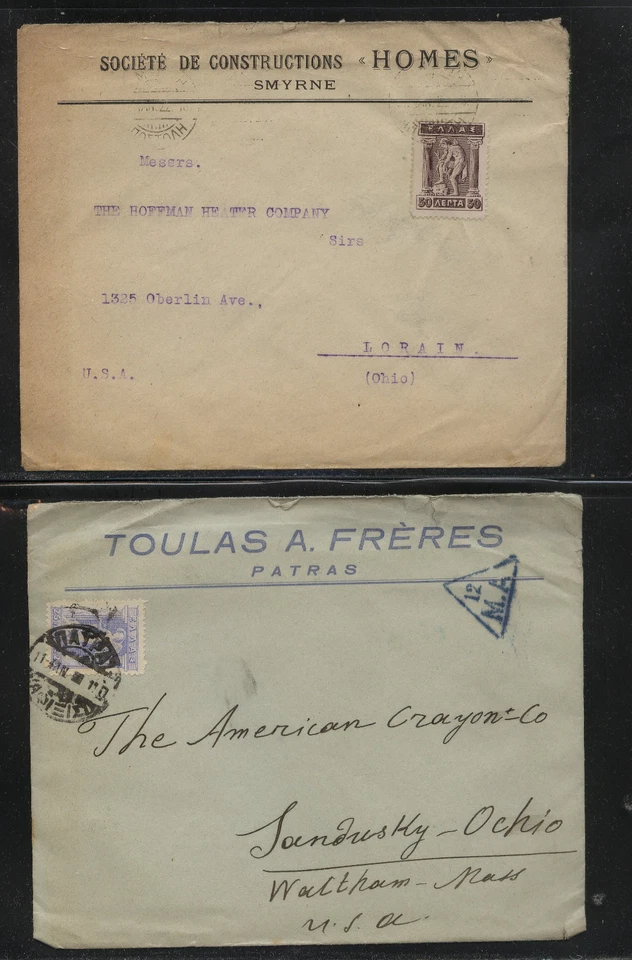 SOCIÉTÉ DE CONSTRUCTIONS «HOMES»
SMYRNE
ΕΛΛΑΣ
50 ΛΕΠΤΑ 50
Messrs.
THE HOFFMAN HEATER COMPANY
Sirs
1325 Oberlin Ave.,
L O R A I N.
U.S.A.
(Ohio)
TOULAS A. FRÈRES
PATRAS
12
M.A.
The American Crayon-Co
Sandusky - Ochio
Waltham - Mass
U.S.A.